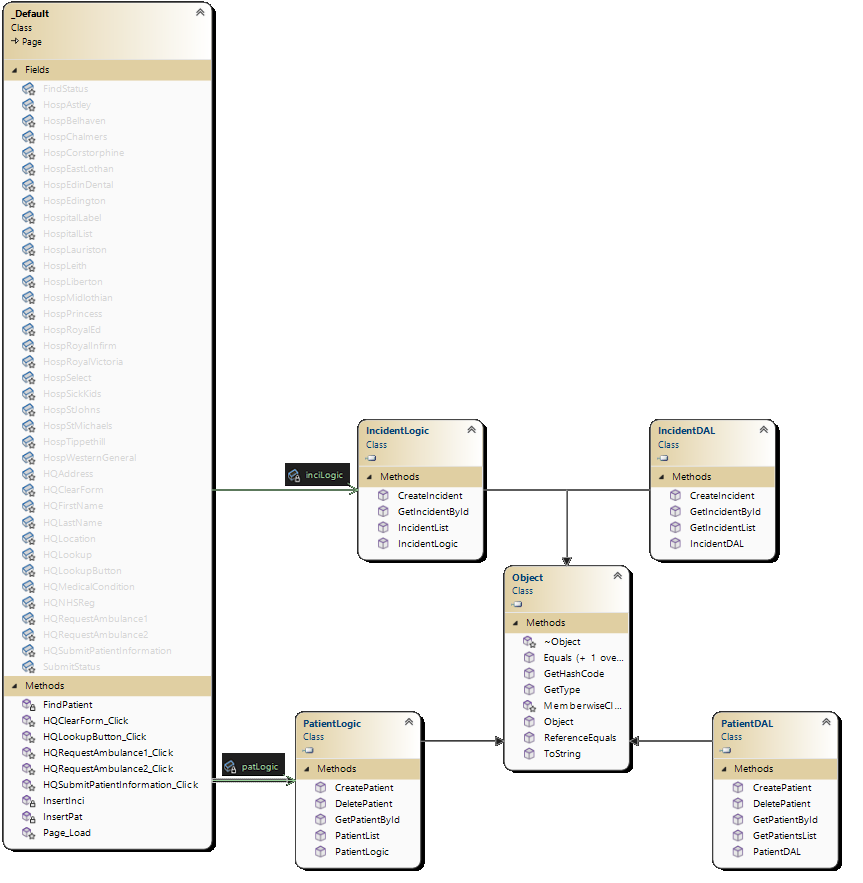 _Default
Class
Page
Fields
FindStatus
HospAstley
HospBelhaven
HospChalmers
HospCorstorphine
HospEastLothan
HospEdinDental
HospEdington
HospitalLabel
HospitalList
HospLauriston
HospLeith
HospLiberton
HospMidlothian
HospPrincess
HospRoyalEd
HospRoyalInfirm
HospRoyalVictoria
HospSelect
HospSickKids
HospStJohns
HospStMichaels
HospTippethill
HospWesternGeneral
HQAddress
HQClearForm
HQFirstName
HQLastName
HQLocation
HQLookup
HQLookupButton
HQMedicalCondition
HQNHSReg
HQRequestAmbulance1
HQRequestAmbulance2
HQSubmitPatientInformation
SubmitStatus
Methods
FindPatient
HQClearForm_Click
HQLookupButton_Click
HQRequestAmbulance1_Click
HQRequestAmbulance2_Click
HQSubmitPatientInformation_Click
InsertInci
InsertPat
Page_Load
inciLogic
patLogic
IncidentLogic
Class
Methods
CreateIncident
GetIncidentById
IncidentList
IncidentLogic
IncidentDAL
Class
Methods
CreateIncident
GetIncidentById
GetIncidentList
IncidentDAL
Object
Class
Methods
~Object
Equals (+ 1 ove...
GetHashCode
GetType
MemberwiseCl...
Object
ReferenceEquals
ToString
PatientLogic
Class
Methods
CreatePatient
DeletePatient
GetPatientById
PatientList
PatientLogic
PatientDAL
Class
Methods
CreatePatient
DeletePatient
GetPatientById
GetPatientsList
PatientDAL